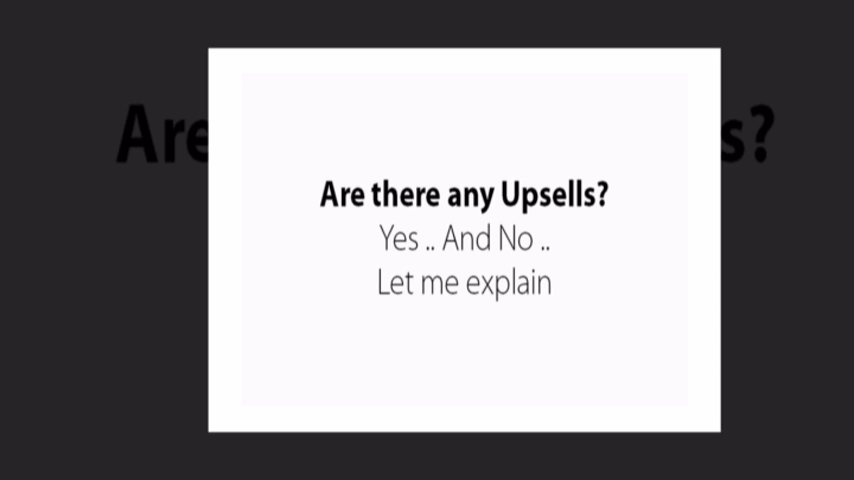 Are there any Upsells?
Yes .. And No ..
Let me explain